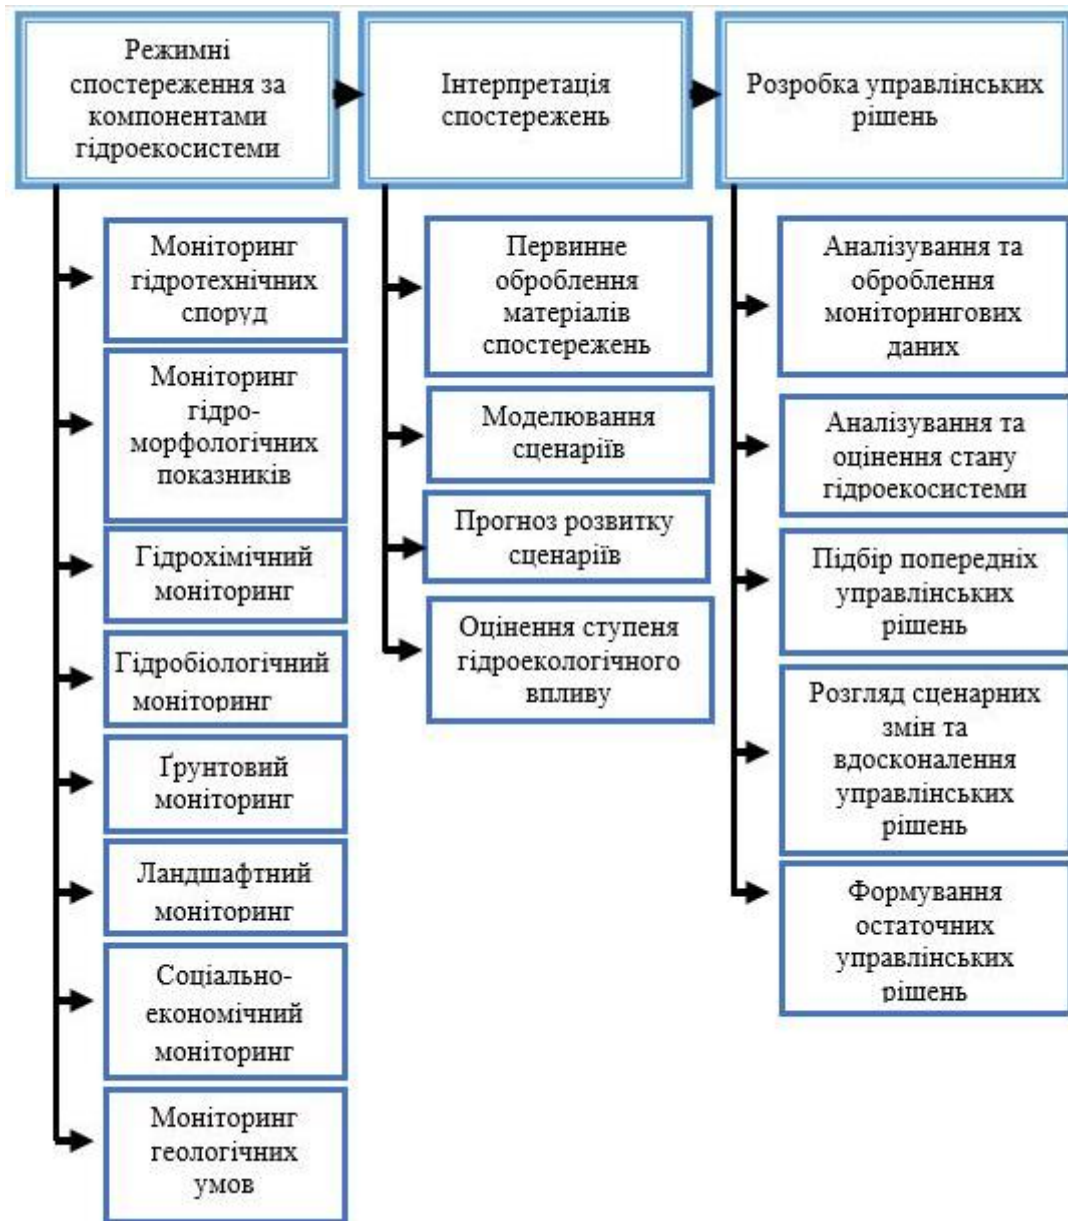 Режимні
спостереження за
компонентами
гідроекосистеми
Інтерпретація
спостережень
Розробка управлінських
рішень
Моніторинг
гідротехнічних
споруд
Моніторинг
гідро-
морфологічних
показників
Гідрохімічний
моніторинг
Гідробіологічний
моніторинг
Ґрунтовий
моніторинг
Ландшафтний
моніторинг
Соціально-
економічний
моніторинг
Моніторинг
геологічних
умов
Первинне
оброблення
матеріалів
спостережень
Моделювання
сценаріїв
Прогноз розвитку
сценаріїв
Оцінення ступеня
гідроекологічного
впливу
Аналізування та
оброблення
моніторингових
даних
Аналізування та
оцінення стану
гідроекосистеми
Підбір попередніх
управлінських
рішень
Розгляд сценарних
змін та
вдосконалення
управлінських
рішень
Формування
остаточних
управлінських
рішень